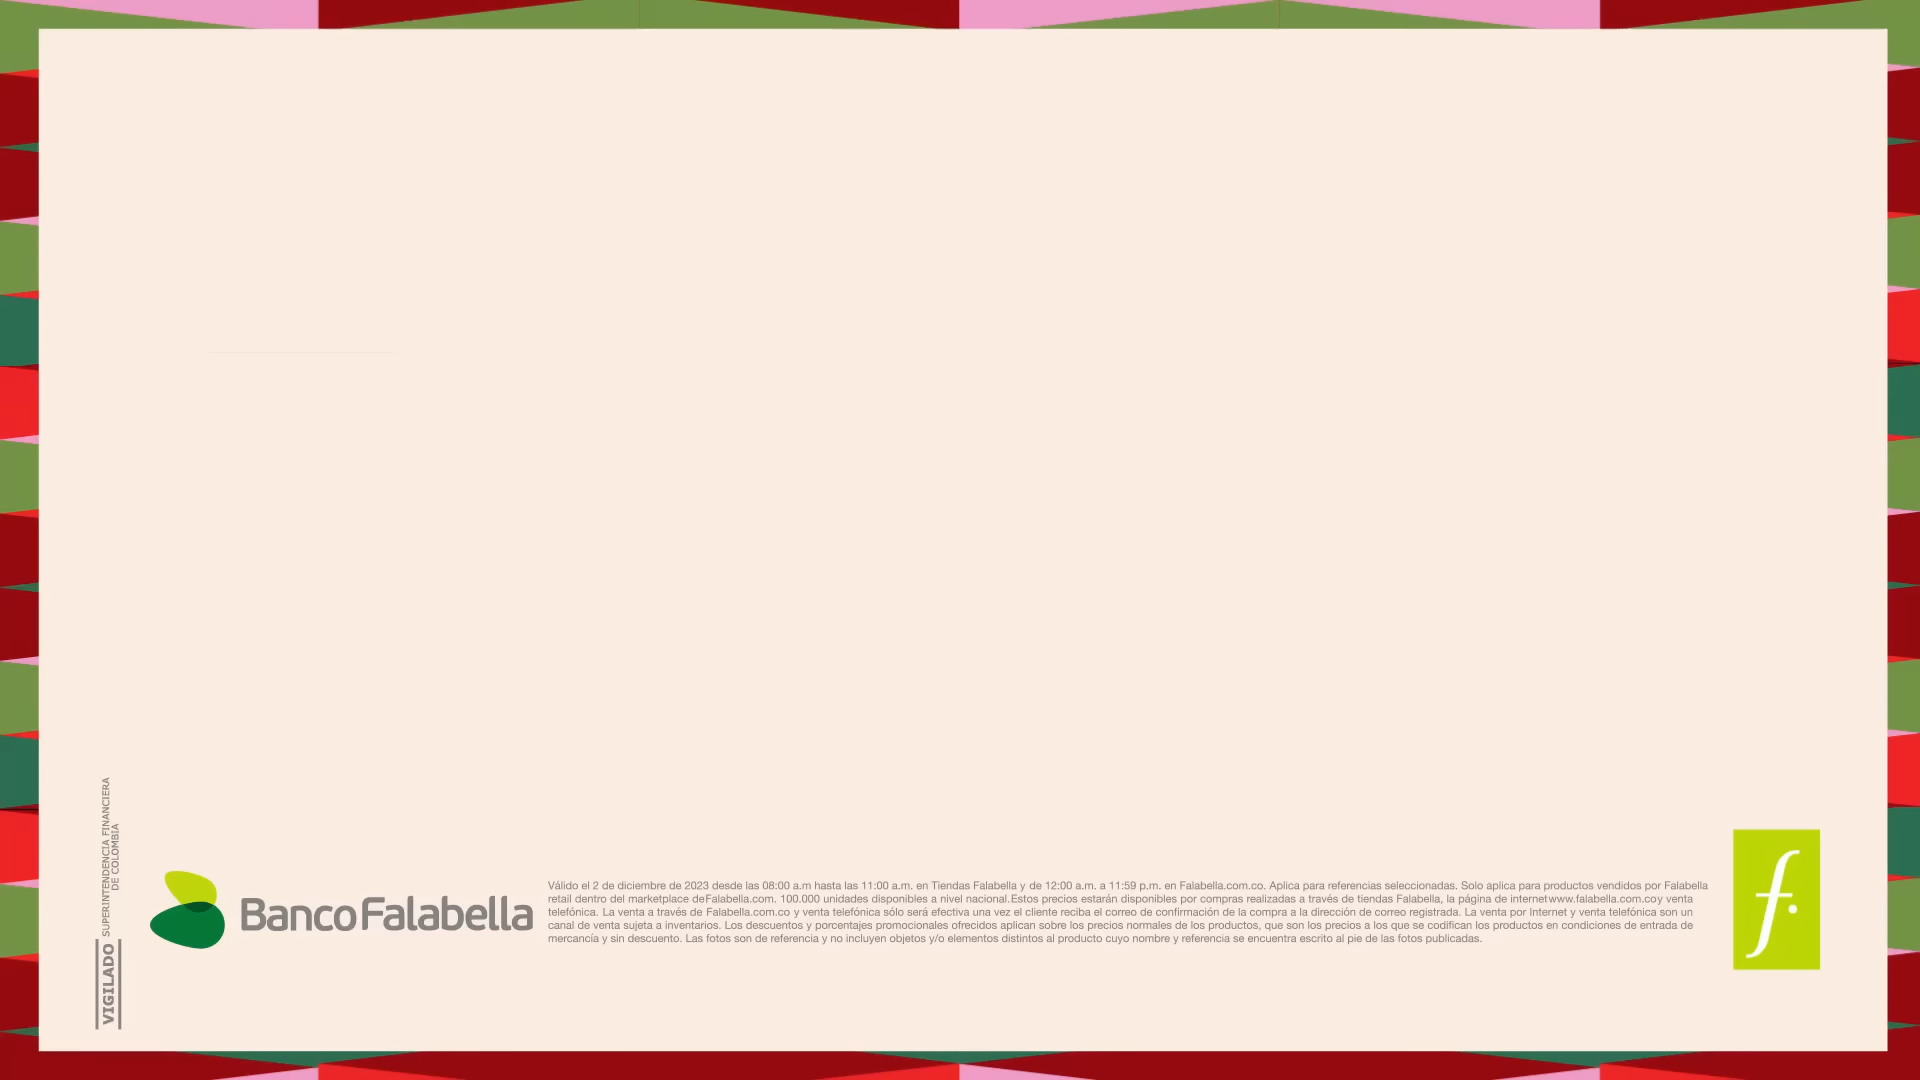 VIGILADO SUPERINTENDENCIA FINANCIERA
DE COLOMBIA
Banco Falabella
Válido el 2 de diciembre de 2023 desde las 08:00 a.m hasta las 11:00 a.m. en Tiendas Falabella y de 12:00 a.m. a 11:59 p.m. en Falabella.com.co. Aplica para referencias seleccionadas. Solo aplica para productos vendidos por Falabella
retail dentro del marketplace deFalabella.com. 100.000 unidades disponibles a nivel nacional.Estos precios estarán disponibles por compras realizadas a través de tiendas Falabella, la página de internetwww.falabella.com.coy venta
telefónica. La venta a través de Falabella.com.co y venta telefónica sólo será efectiva una vez el cliente reciba el correo de confirmación de la compra a la dirección de correo registrada. La venta por Internet y venta telefónica son un
canal de venta sujeta a inventarios. Los descuentos y porcentajes promocionales ofrecidos aplican sobre los precios normales de los productos, que son los precios a los que se codifican los productos en condiciones de entrada de
mercancía y sin descuento. Las fotos son de referencia y no incluyen objetos y/o elementos distintos al producto cuyo nombre y referencia se encuentra escrito al pie de las fotos publicadas.
f.